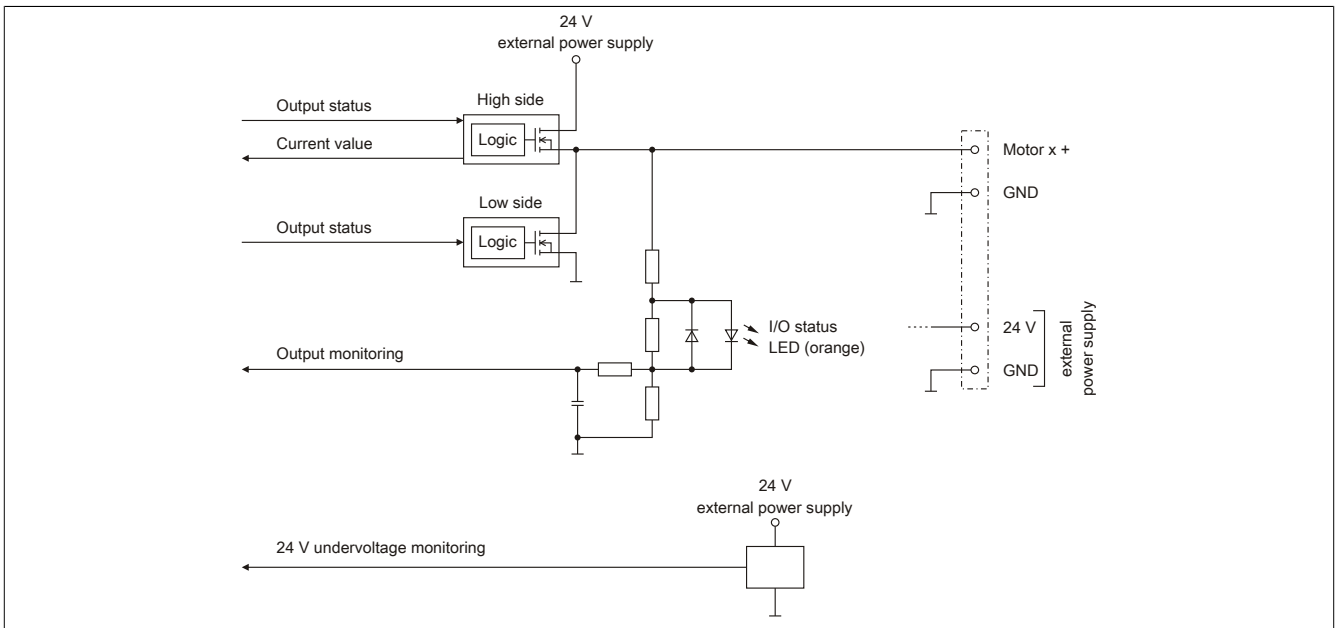 24 V
external power supply
High side
Output status
Logic
Current value
Motor x +
GND
Low side
Output status
Logic
I/O status
LED (orange)
24 V
GND
external
power supply
Output monitoring
24 V
external power supply
24 V undervoltage monitoring